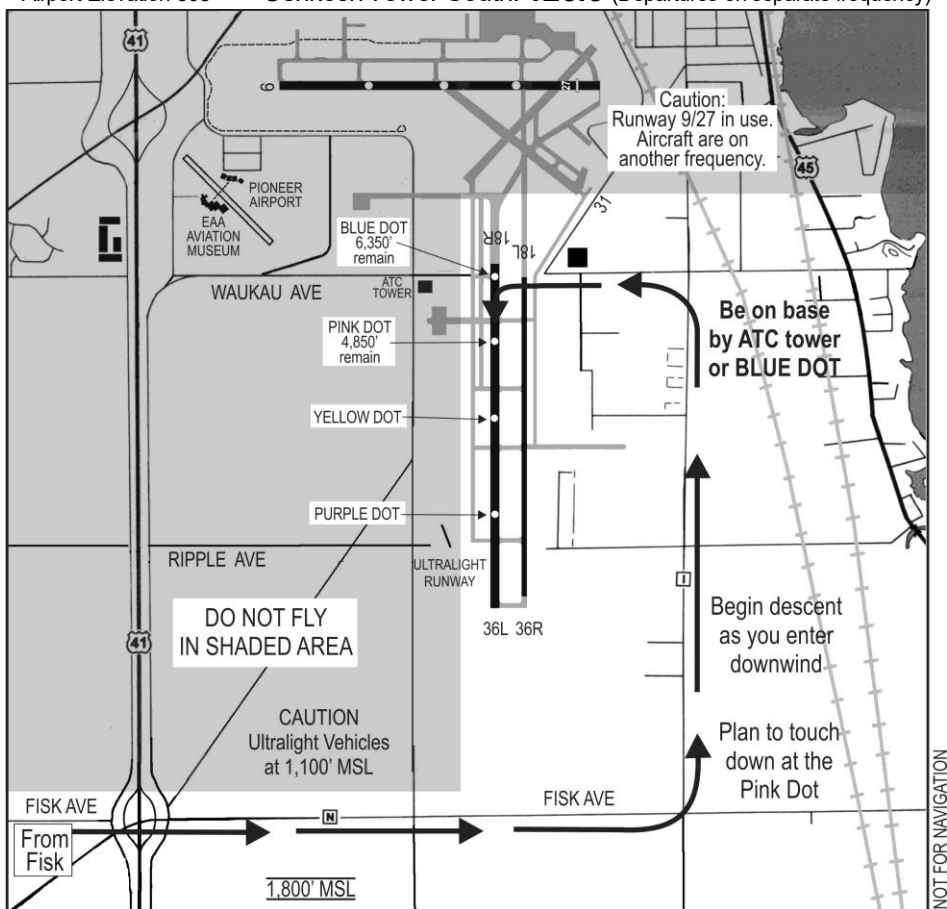 Airport Elevation Oshkosh Tower South: (Departures on separate frequency)
41
9
27
Caution:
Runway 9/27 in use.
Aircraft are on
another frequency.
45
PIONEER
AIRPORT
EAA
AVIATION
MUSEUM
31
18R
18L
BLUE DOT
6,350'
remain
WAUKAU AVE
ATC
TOWER
PINK DOT
4,850'
remain
Be on base
by ATC tower
or BLUE DOT
YELLOW DOT
PURPLE DOT
RIPPLE AVE
ULTRALIGHT
RUNWAY
I
36L 36R
DO NOT FLY
IN SHADED AREA
41
Begin descent
as you enter
downwind
CAUTION
Ultralight Vehicles
at 1,100' MSL
Plan to touch
down at the
Pink Dot
FISK AVE
N
FISK AVE
From
Fisk
1,800' MSL
NOT FOR NAVIGATION